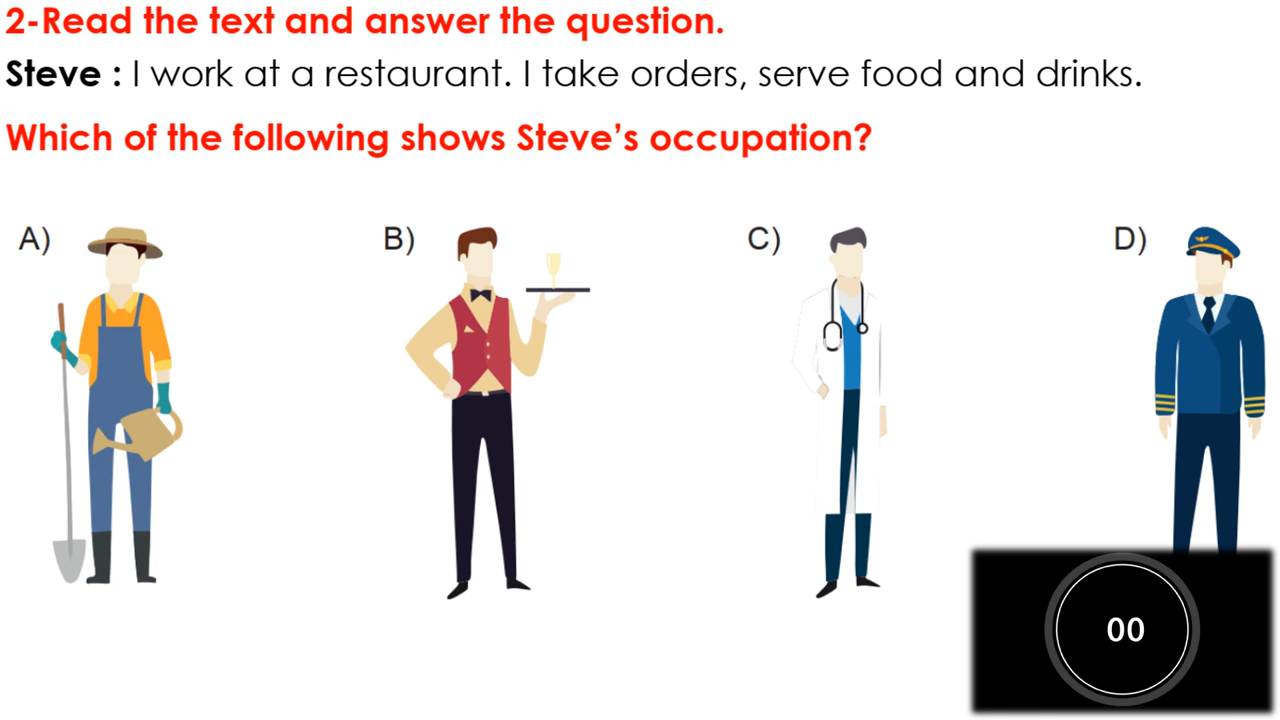 2-Read the text and answer the question.
Steve : I work at a restaurant. I take orders, serve food and drinks.
Which of the following shows Steve’s occupation?
A)
B)
C)
D)
00